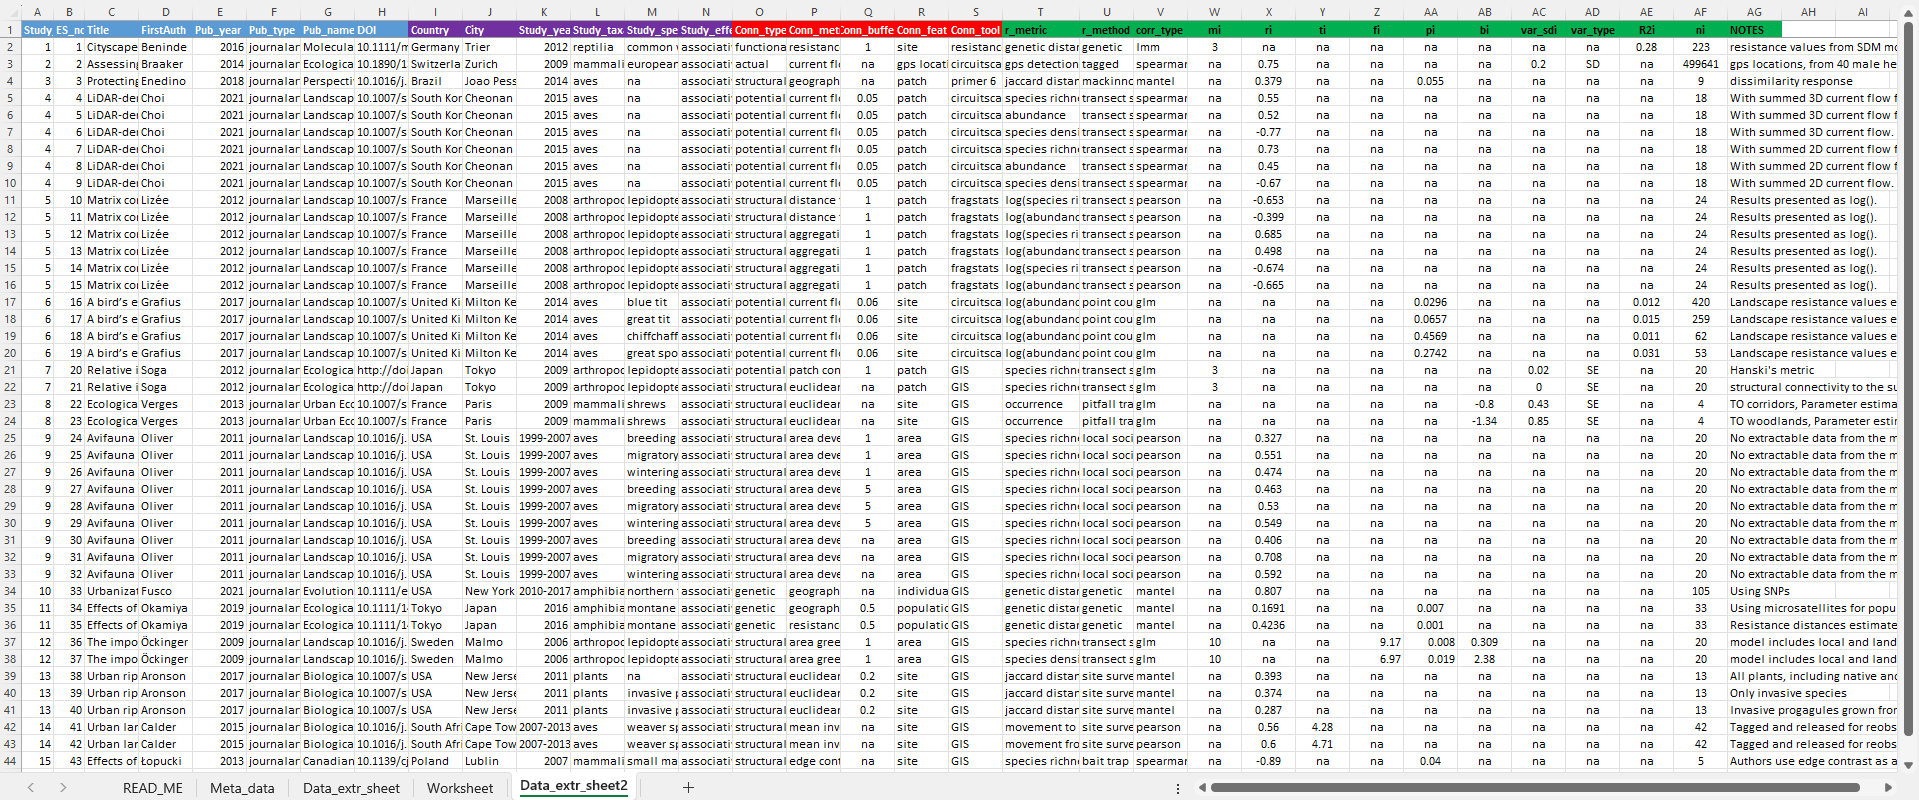 A B C D E F G H I J K L M N O P Q R S T U V W X Y Z AA AB AC AD AE AF AG AH AI
1 Study_ ES_no Title FirstAuth Pub_year Pub_type Pub_name DOI Country City Study_yea Study_tax Study_spe Study_effe Conn_type Conn_met Conn_buffe Conn_feat Conn_tool r_metric r_method corr_type mi ri ti fi pi bi var_sdi var_type R2i ni NOTES
2 1 1 Cityscape Beninde 2016 journalar Molecula 10.1111/m Germany Trier 2012 reptilia common associati functiona resistanc 1 site resistanc genetic distan genetic lmm 3 na na na na na na na 0.28 223 resistance values from SDM mo
3 2 2 Assessing Braaker 2014 journalar Ecologica 10.1890/1 Switzerla Zurich 2009 mammali european associati actual current fl na gps locati circuitsca gps detection tagged spearmar na 0.75 na na na na 0.2 SD na 499641 gps locations, from 40 male he
4 3 3 Protecting Enedino 2018 journalar Perspecti 10.1016/j. Brazil Joao Pess 2014 aves na associati structural geograph na patch primer 6 jaccard distan mackinno mantel na 0.379 na na 0.055 na na na na 9 dissimilarity response
5 4 4 LiDAR-der Choi 2021 journalar Landscap 10.1007/s South Kor Cheonan 2015 aves na associati potential current fl 0.05 patch circuitsca species richn transect s spearmar na 0.55 na na na na na na na 18 With summed 3D current flow f
6 4 5 LiDAR-der Choi 2021 journalar Landscap 10.1007/s South Kor Cheonan 2015 aves na associati potential current fl 0.05 patch circuitsca abundance transect s spearmar na 0.52 na na na na na na na 18 With summed 3D current flow f
7 4 6 LiDAR-der Choi 2021 journalar Landscap 10.1007/s South Kor Cheonan 2015 aves na associati potential current fl 0.05 patch circuitsca species densi transect s spearmar na -0.77 na na na na na na na 18 With summed 3D current flow.
8 4 7 LiDAR-der Choi 2021 journalar Landscap 10.1007/s South Kor Cheonan 2015 aves na associati potential current fl 0.05 patch circuitsca species richn transect s spearmar na 0.73 na na na na na na na 18 With summed 2D current flow f
9 4 8 LiDAR-der Choi 2021 journalar Landscap 10.1007/s South Kor Cheonan 2015 aves na associati potential current fl 0.05 patch circuitsca abundance transect s spearmar na 0.45 na na na na na na na 18 With summed 2D current flow f
10 4 9 LiDAR-der Choi 2021 journalar Landscap 10.1007/s South Kor Cheonan 2015 aves na associati potential current fl 0.05 patch circuitsca species densi transect s spearmar na -0.67 na na na na na na na 18 With summed 2D current flow.
11 5 10 Matrix cor Lizée 2012 journalar Landscap 10.1007/s France Marseille 2008 arthropoc lepidopte associati structural distance 1 patch fragstats log(species ri transect s pearson na -0.653 na na na na na na na 24 Results presented as log().
12 5 11 Matrix cor Lizée 2012 journalar Landscap 10.1007/s France Marseille 2008 arthropoc lepidopte associati structural distance 1 patch fragstats log(abundanc transect s pearson na -0.399 na na na na na na na 24 Results presented as log().
13 5 12 Matrix cor Lizée 2012 journalar Landscap 10.1007/s France Marseille 2008 arthropoc lepidopte associati structural aggregati 1 patch fragstats log(species ri transect s pearson na 0.685 na na na na na na na 24 Results presented as log().
14 5 13 Matrix cor Lizée 2012 journalar Landscap 10.1007/s France Marseille 2008 arthropoc lepidopte associati structural aggregati 1 patch fragstats log(abundanc transect s pearson na 0.498 na na na na na na na 24 Results presented as log().
15 5 14 Matrix cor Lizée 2012 journalar Landscap 10.1007/s France Marseille 2008 arthropoc lepidopte associati structural aggregati 1 patch fragstats log(species ri transect s pearson na -0.674 na na na na na na na 24 Results presented as log().
16 5 15 Matrix cor Lizée 2012 journalar Landscap 10.1007/s France Marseille 2008 arthropoc lepidopte associati structural aggregati 1 patch fragstats log(abundanc transect s pearson na -0.665 na na na na na na na 24 Results presented as log().
17 6 16 A bird’s e Grafius 2017 journalar Landscap 10.1007/s United Ki Milton Ke 2014 aves blue tit associati potential current fl 0.06 site circuitsca log(abundanc point cou glm na na na na 0.0296 na na na 0.012 420 Landscape resistance values e
18 6 17 A bird’s e Grafius 2017 journalar Landscap 10.1007/s United Ki Milton Ke 2014 aves great tit associati potential current fl 0.06 site circuitsca log(abundanc point cou glm na na na na 0.0657 na na na 0.015 259 Landscape resistance values e
19 6 18 A bird’s e Grafius 2017 journalar Landscap 10.1007/s United Ki Milton Ke 2014 aves chiffchaff associati potential current fl 0.06 site circuitsca log(abundanc point cou glm na na na na 0.4569 na na na 0.011 62 Landscape resistance values e
20 6 19 A bird’s e Grafius 2017 journalar Landscap 10.1007/s United Ki Milton Ke 2014 aves great spo associati potential current fl 0.06 site circuitsca log(abundanc point cou glm na na na na 0.2742 na na na 0.031 53 Landscape resistance values e
21 7 20 Relative i Soga 2012 journalar Ecologica http://doi Japan Tokyo 2009 arthropoc lepidopte associati potential patch con 1 patch GIS species richn transect s glm 3 na na na na na 0.02 SE na 20 Hanski's metric
22 7 21 Relative i Soga 2012 journalar Ecologica http://doi Japan Tokyo 2009 arthropoc lepidopte associati structural euclidear na patch GIS species richn transect s glm 3 na na na na na 0 SE na 20 structural connectivity to the su
23 8 22 Ecologica Verges 2013 journalar Urban Ecc 10.1007/s France Paris 2009 mammali shrews associati structural euclidear na site GIS occurrence pitfall tra glm na na na na na -0.8 0.43 SE na 4 TO corridors, Parameter estima
24 8 23 Ecologica Verges 2013 journalar Urban Ecc 10.1007/s France Paris 2009 mammali shrews associati structural euclidear na site GIS occurrence pitfall tra glm na na na na na -1.34 0.85 SE na 4 TO woodlands, Parameter estir
25 9 24 Avifauna Oliver 2011 journalar Landscap 10.1016/j. USA St. Louis 1999-2007 aves breeding associati structural area deve 1 area GIS species richn local soci pearson na 0.327 na na na na na na na 20 No extractable data from the m
26 9 25 Avifauna Oliver 2011 journalar Landscap 10.1016/j. USA St. Louis 1999-2007 aves migratory associati structural area deve 1 area GIS species richn local soci pearson na 0.551 na na na na na na na 20 No extractable data from the m
27 9 26 Avifauna Oliver 2011 journalar Landscap 10.1016/j. USA St. Louis 1999-2007 aves wintering associati structural area deve 1 area GIS species richn local soci pearson na 0.474 na na na na na na na 20 No extractable data from the m
28 9 27 Avifauna Oliver 2011 journalar Landscap 10.1016/j. USA St. Louis 1999-2007 aves breeding associati structural area deve 5 area GIS species richn local soci pearson na 0.463 na na na na na na na 20 No extractable data from the m
29 9 28 Avifauna Oliver 2011 journalar Landscap 10.1016/j. USA St. Louis 1999-2007 aves migratory associati structural area deve 5 area GIS species richn local soci pearson na 0.53 na na na na na na na 20 No extractable data from the m
30 9 29 Avifauna Oliver 2011 journalar Landscap 10.1016/j. USA St. Louis 1999-2007 aves wintering associati structural area deve 5 area GIS species richn local soci pearson na 0.549 na na na na na na na 20 No extractable data from the m
31 9 30 Avifauna Oliver 2011 journalar Landscap 10.1016/j. USA St. Louis 1999-2007 aves breeding associati structural area deve na area GIS species richn local soci pearson na 0.406 na na na na na na na 20 No extractable data from the m
32 9 31 Avifauna Oliver 2011 journalar Landscap 10.1016/j. USA St. Louis 1999-2007 aves migratory associati structural area deve na area GIS species richn local soci pearson na 0.708 na na na na na na na 20 No extractable data from the m
33 9 32 Avifauna Oliver 2011 journalar Landscap 10.1016/j. USA St. Louis 1999-2007 aves wintering associati structural area deve na area GIS species richn local soci pearson na 0.592 na na na na na na na 20 No extractable data from the m
34 10 33 Urbanizat Fusco 2021 journalar Evolution 10.1111/e USA New York 2010-2017 amphibia northern associati genetic geograph na individua GIS genetic distan genetic mantel na 0.807 na na na na na na na 105 Using SNPs
35 11 34 Effects of Okamiya 2019 journalar Ecologica 10.1111/14 Tokyo Japan 2016 amphibia montane associati genetic geograph 0.5 populatic GIS genetic distan genetic mantel na 0.1691 na na 0.007 na na na na 33 Using microsatellites for popu
36 11 35 Effects of Okamiya 2019 journalar Ecologica 10.1111/14 Tokyo Japan 2016 amphibia montane associati genetic resistanc 0.5 populatic GIS genetic distan genetic mantel na 0.4236 na na 0.001 na na na na 33 Resistance distances estimate
37 12 36 The impo Öckinger 2009 journalar Landscap 10.1016/j. Sweden Malmo 2006 arthropoc lepidopte associati structural area gree 1 area GIS species richn transect s glm 10 na na 9.17 0.008 0.309 na na na 20 model includes local and land
38 12 37 The impo Öckinger 2009 journalar Landscap 10.1016/j. Sweden Malmo 2006 arthropoc lepidopte associati structural area gree 1 area GIS species densi transect s glm 10 na na 6.97 0.019 2.38 na na na 20 model includes local and land
39 13 38 Urban rip Aronson 2017 journalar Biologica 10.1007/s USA New Jerse 2011 plants na associati structural euclidear 0.2 site GIS jaccard distan site surve mantel na 0.393 na na na na na na na 13 All plants, including native and
40 13 39 Urban rip Aronson 2017 journalar Biologica 10.1007/s USA New Jerse 2011 plants invasive p associati structural euclidear 0.2 site GIS jaccard distan site surve mantel na 0.374 na na na na na na na 13 Only invasive species
41 13 40 Urban rip Aronson 2017 journalar Biologica 10.1007/s USA New Jerse 2011 plants invasive p associati structural euclidear 0.2 site GIS jaccard distan site surve mantel na 0.287 na na na na na na na 13 Invasive progagules grown from
42 14 41 Urban lar Calder 2015 journalar Biologica 10.1016/j. South Afri Cape Tow 2007-2013 aves weaver sp associati structural mean inv na site GIS movement to site surve pearson na 0.56 4.28 na na na na na na 42 Tagged and released for reobs
43 14 42 Urban lar Calder 2015 journalar Biologica 10.1016/j. South Afri Cape Tow 2007-2013 aves weaver sp associati structural mean inv na site GIS movement fro site surve pearson na 0.6 4.71 na na na na na na 42 Tagged and released for reobs
44 15 43 Effects of Łopucki 2013 journalar Canadian 10.1139/cj Poland Lublin 2007 mammali small ma associati structural edge cont na site GIS species richn bait trap spearmar na -0.89 na na 0.04 na na na na 5 Authors use edge contrast as a
READ_ME Meta_data Data_extr_sheet Worksheet Data_extr_sheet2